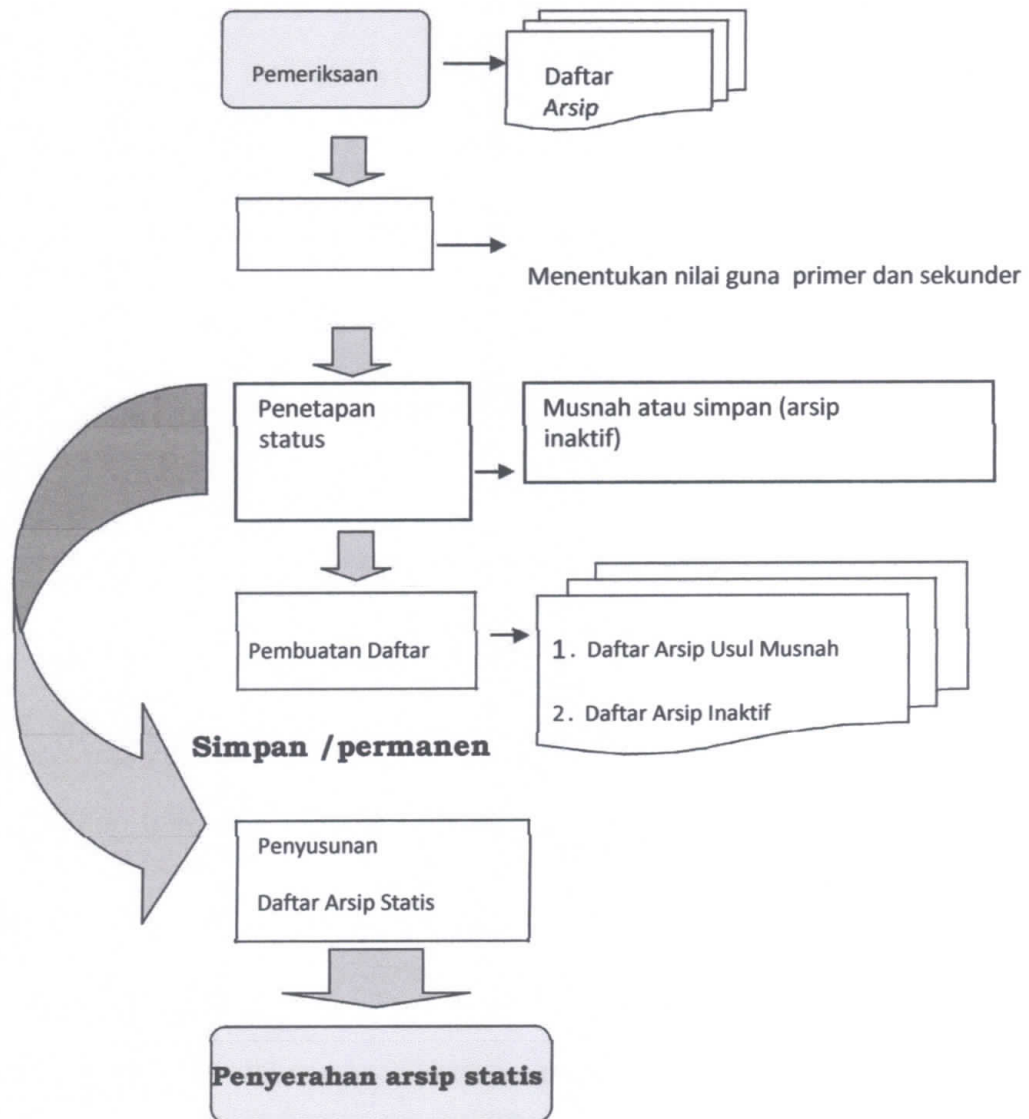 Pemeriksaan
Daftar
Arsip
Menentukan nilai guna primer dan sekunder
Penetapan
status
Musnah atau simpan (arsip
inaktif)
Pembuatan Daftar
1. Daftar Arsip Usul Musnah
2. Daftar Arsip Inaktif
Simpan /permanen
Penyusunan
Daftar Arsip Statis
Penyerahan arsip statis